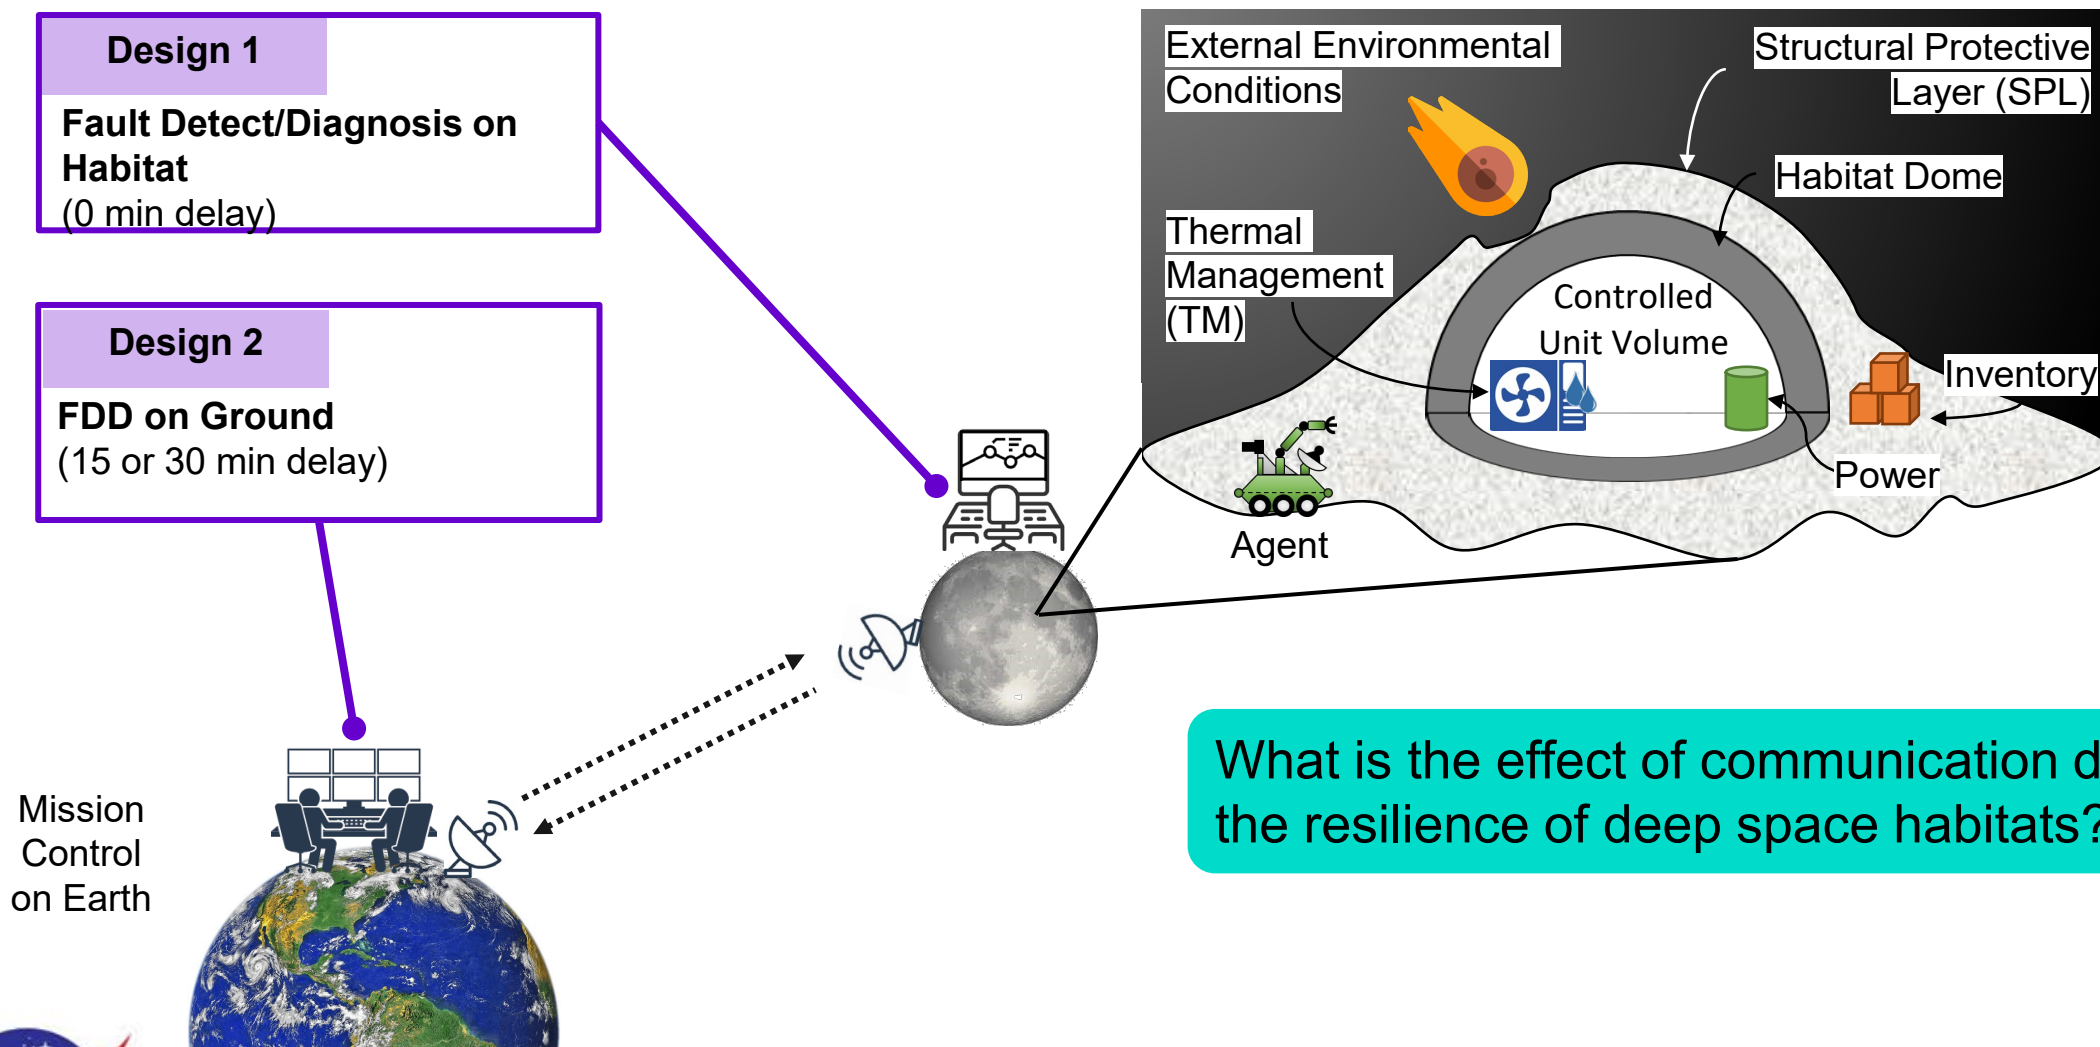 Design 1
Fault Detect/Diagnosis on
Habitat
(0 min delay)
Design 2
FDD on Ground
(15 or 30 min delay)
Mission
Control
on Earth
External Environmental
Conditions
Structural Protective
Layer (SPL)
Habitat Dome
Thermal
Management
(TM)
Controlled
Unit Volume
Inventory
Power
Agent
What is the effect of communication
the resilience of deep space habitats?